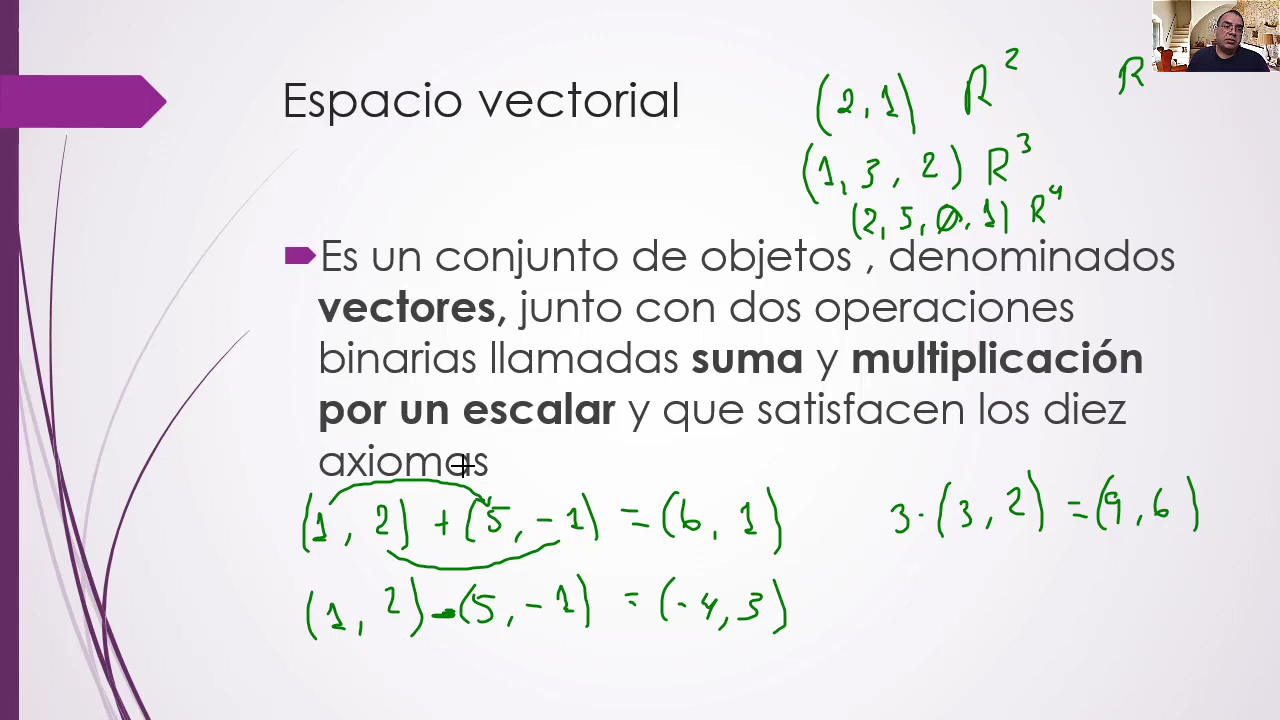 Espacio vectorial
(2, 1) R² R
(1, 3, 2) R³
(2, 5, 0, 1) R⁴
Es un conjunto de objetos , denominados
vectores, junto con dos operaciones
binarias llamadas suma y multiplicación
por un escalar y que satisfacen los diez
axiomas
(1, 2) + (5, -1) = (6, 1)
3·(3, 2) = (9, 6)
(1, 2) - (5, -1) = (-4, 3)